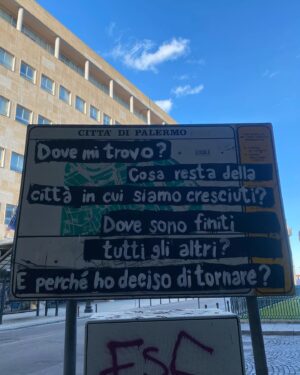 CITTÀ DI PALERMO
Dove mi trovo?
Cosa resta della
città in cui siamo cresciuti?
Dove sono finiti
tutti gli altri?
E perché ho deciso di tornare?
ESC